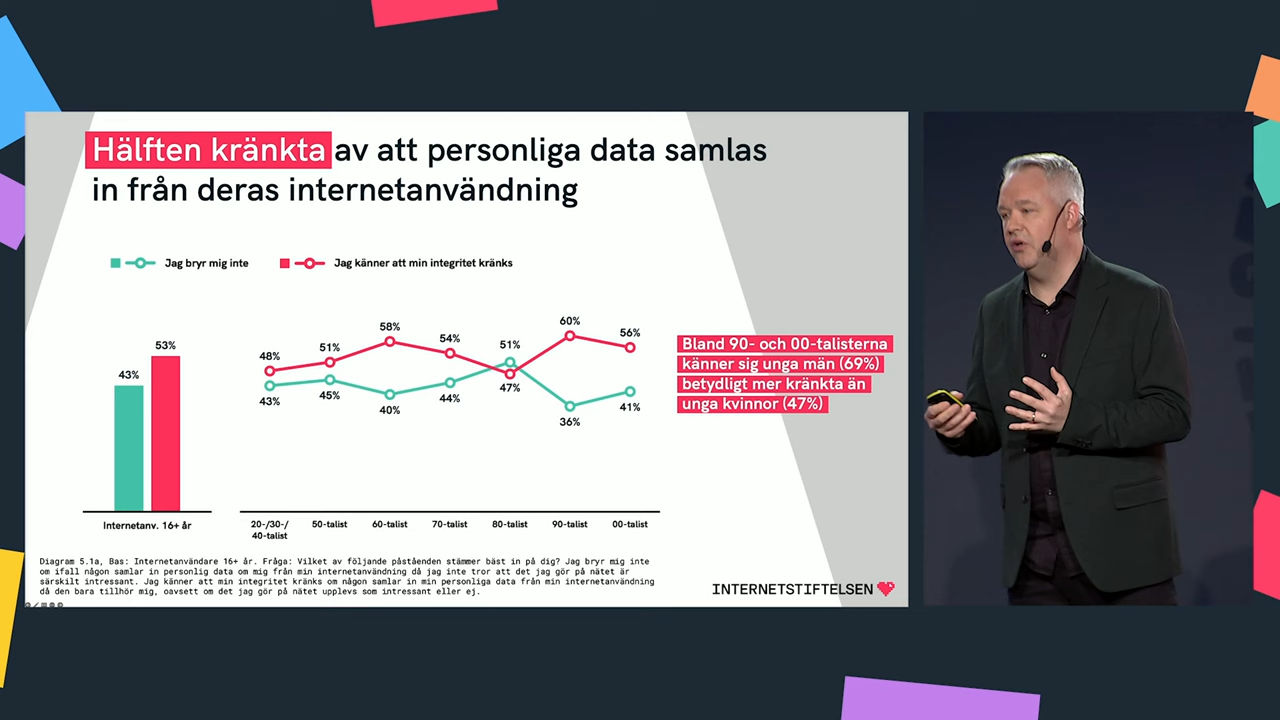 Hälften kränkta av att personliga data samlas
in från deras internetanvändning
Jag bryr mig inte
Jag känner att min integritet kränks
43%
53%
Internetanv. 16+ år
48%
51%
58%
54%
51%
60%
56%
43%
45%
40%
44%
47%
36%
41%
20-/30-/
40-talist
50-talist
60-talist
70-talist
80-talist
90-talist
00-talist
Bland 90- och 00-talisterna
känner sig unga män (69%)
betydligt mer kränkta än
unga kvinnor (47%)
Diagram 5.1a, Bas: Internetanvändare 16+ år. Fråga: Vilket av följande påståenden stämmer bäst in på dig? Jag bryr mig inte
om ifall någon samlar in personlig data om mig från min internetanvändning då jag inte tror att det jag gör på nätet är
särskilt intressant. Jag känner att min integritet kränks om någon samlar in min personliga data från min internetanvändning
då den bara tillhör mig, oavsett om det jag gör på nätet upplevs som intressant eller ej.
INTERNETSTIFTELSEN